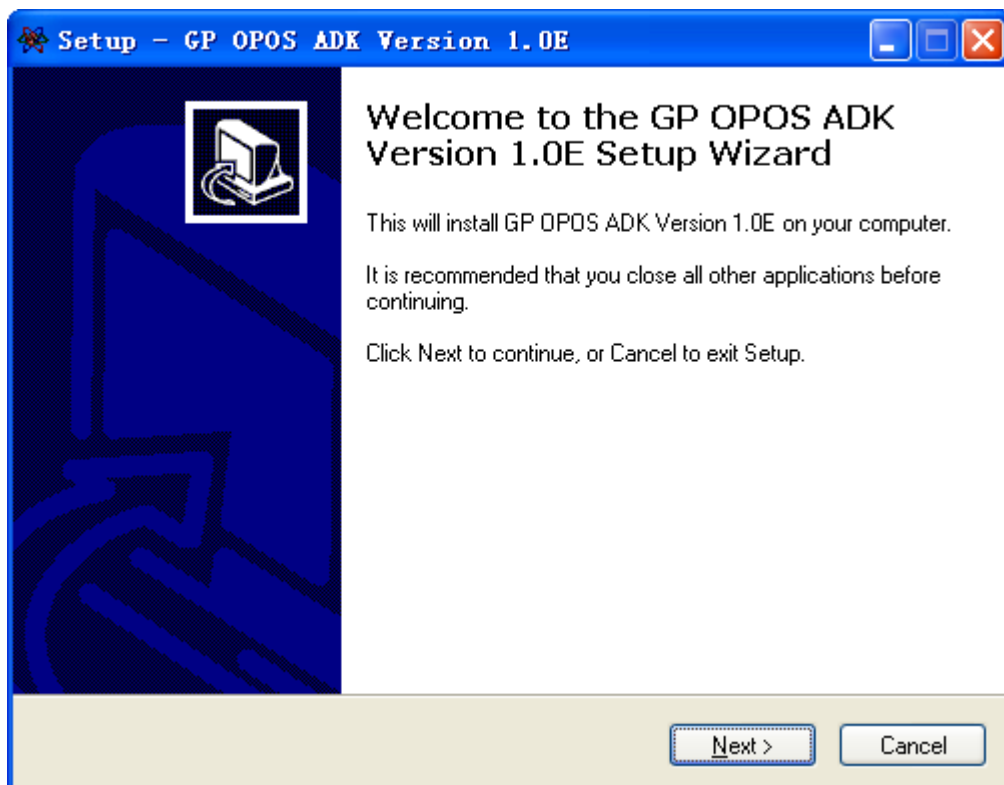 Setup - GP OPOS ADK Version 1.0E
Welcome to the GP OPOS ADK
Version 1.0E Setup Wizard
This will install GP OPOS ADK Version 1.0E on your computer.
It is recommended that you close all other applications before
continuing.
Click Next to continue, or Cancel to exit Setup.
Next >
Cancel